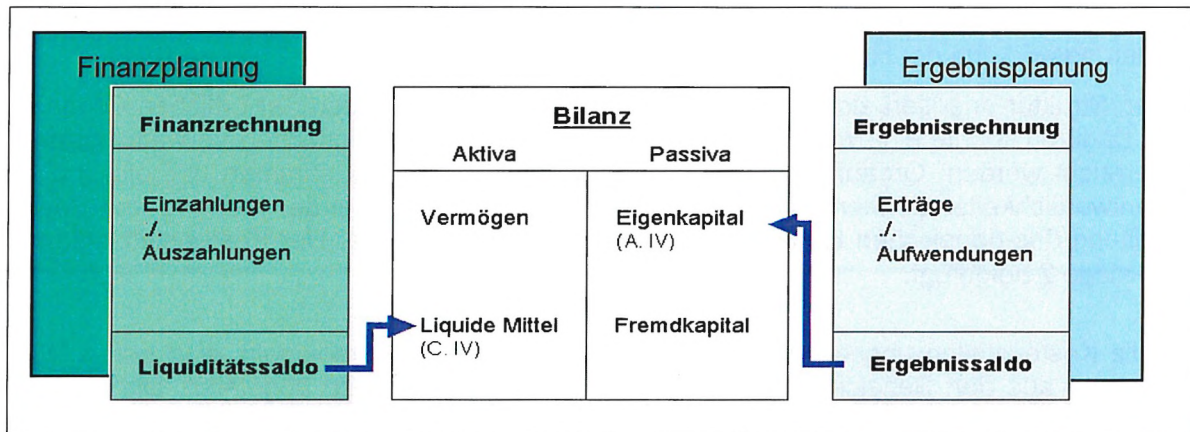 Finanzplanung
Finanzrechnung
Einzahlungen
./.
Auszahlungen
Liquiditätssaldo
Bilanz
Aktiva
Passiva
Vermögen
Eigenkapital
(A. IV)
Liquide Mittel
(C. IV)
Fremdkapital
Ergebnisplanung
Ergebnisrechnung
Erträge
./.
Aufwendungen
Ergebnissaldo